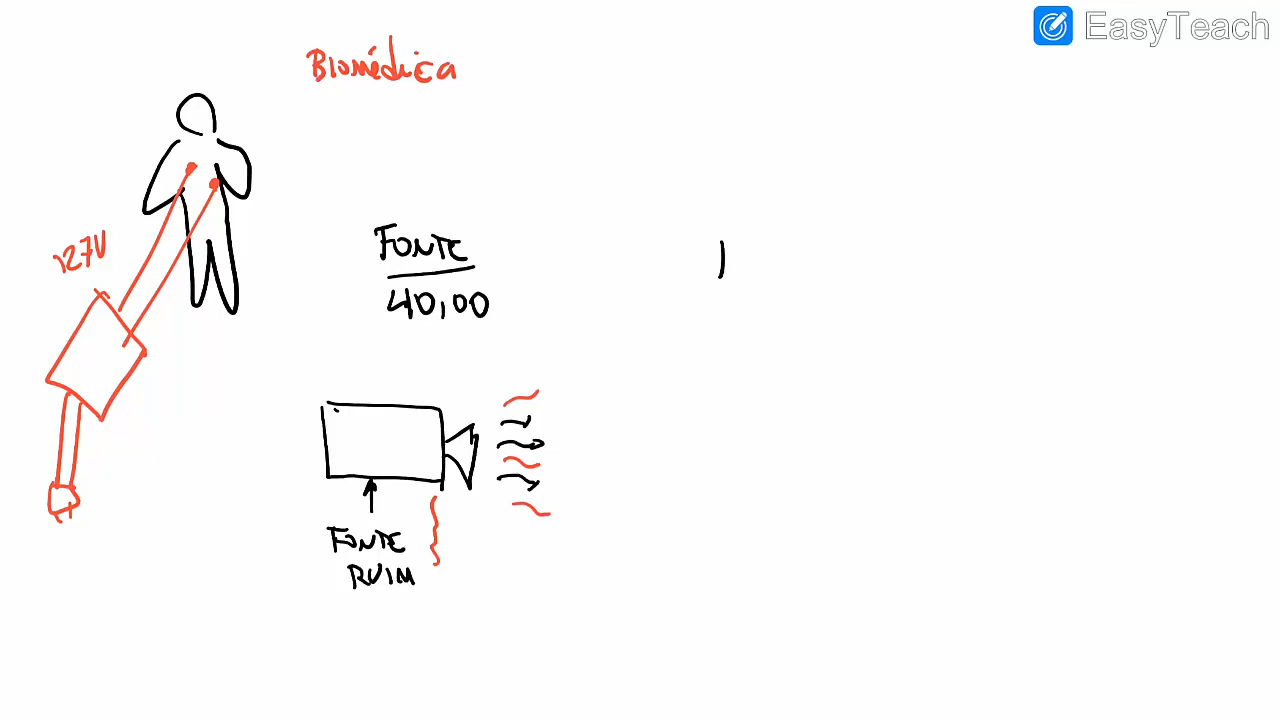 EasyTeach
Biomédica
127V
FONTE
40,00
FONTE
RUIM